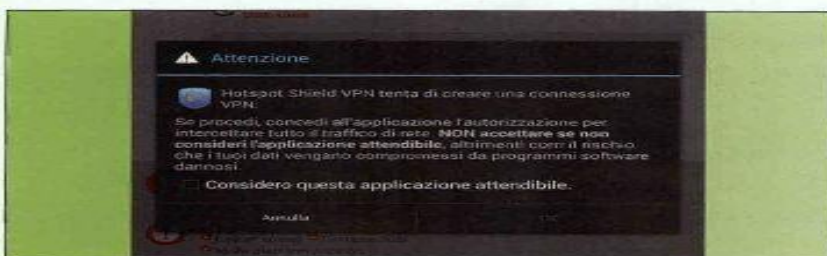 Attenzione
Hotspot Shield VPN tenta di creare una connessione
VPN.
Se procedi, concedi all'applicazione l'autorizzazione per
intercettare tutto il traffico di rete. NON accettare se non
consideri l'applicazione attendibile, altrimenti corri il rischio
che i tuoi dati vengano compromessi da programmi software
dannosi.
Considero questa applicazione attendibile.
Annulla
OK